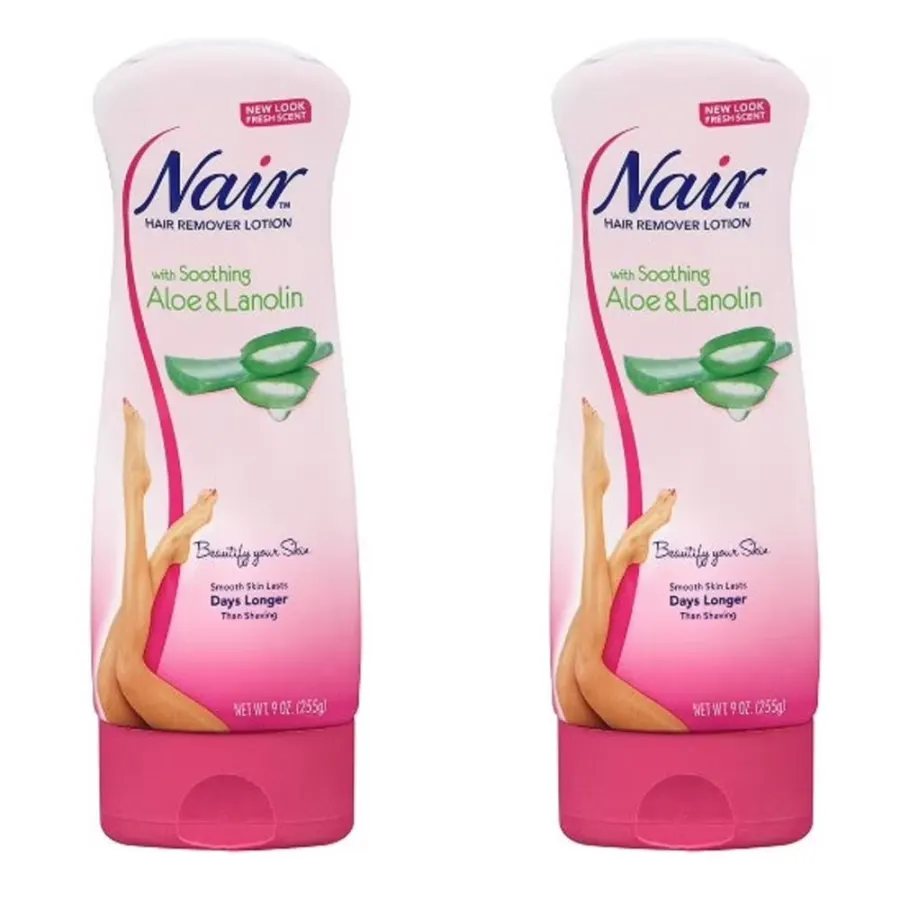 NEW LOOK
FRESH SCENT
Nair™
HAIR REMOVER LOTION
with Soothing
Aloe & Lanolin
Beautify your Skin
Smooth Skin Lasts
Days Longer
Than Shaving
NET WT. 9 OZ. (255g)
NEW LOOK
FRESH SCENT
Nair™
HAIR REMOVER LOTION
with Soothing
Aloe & Lanolin
Beautify your Skin
Smooth Skin Lasts
Days Longer
Than Shaving
NET WT. 9 OZ. (255g)